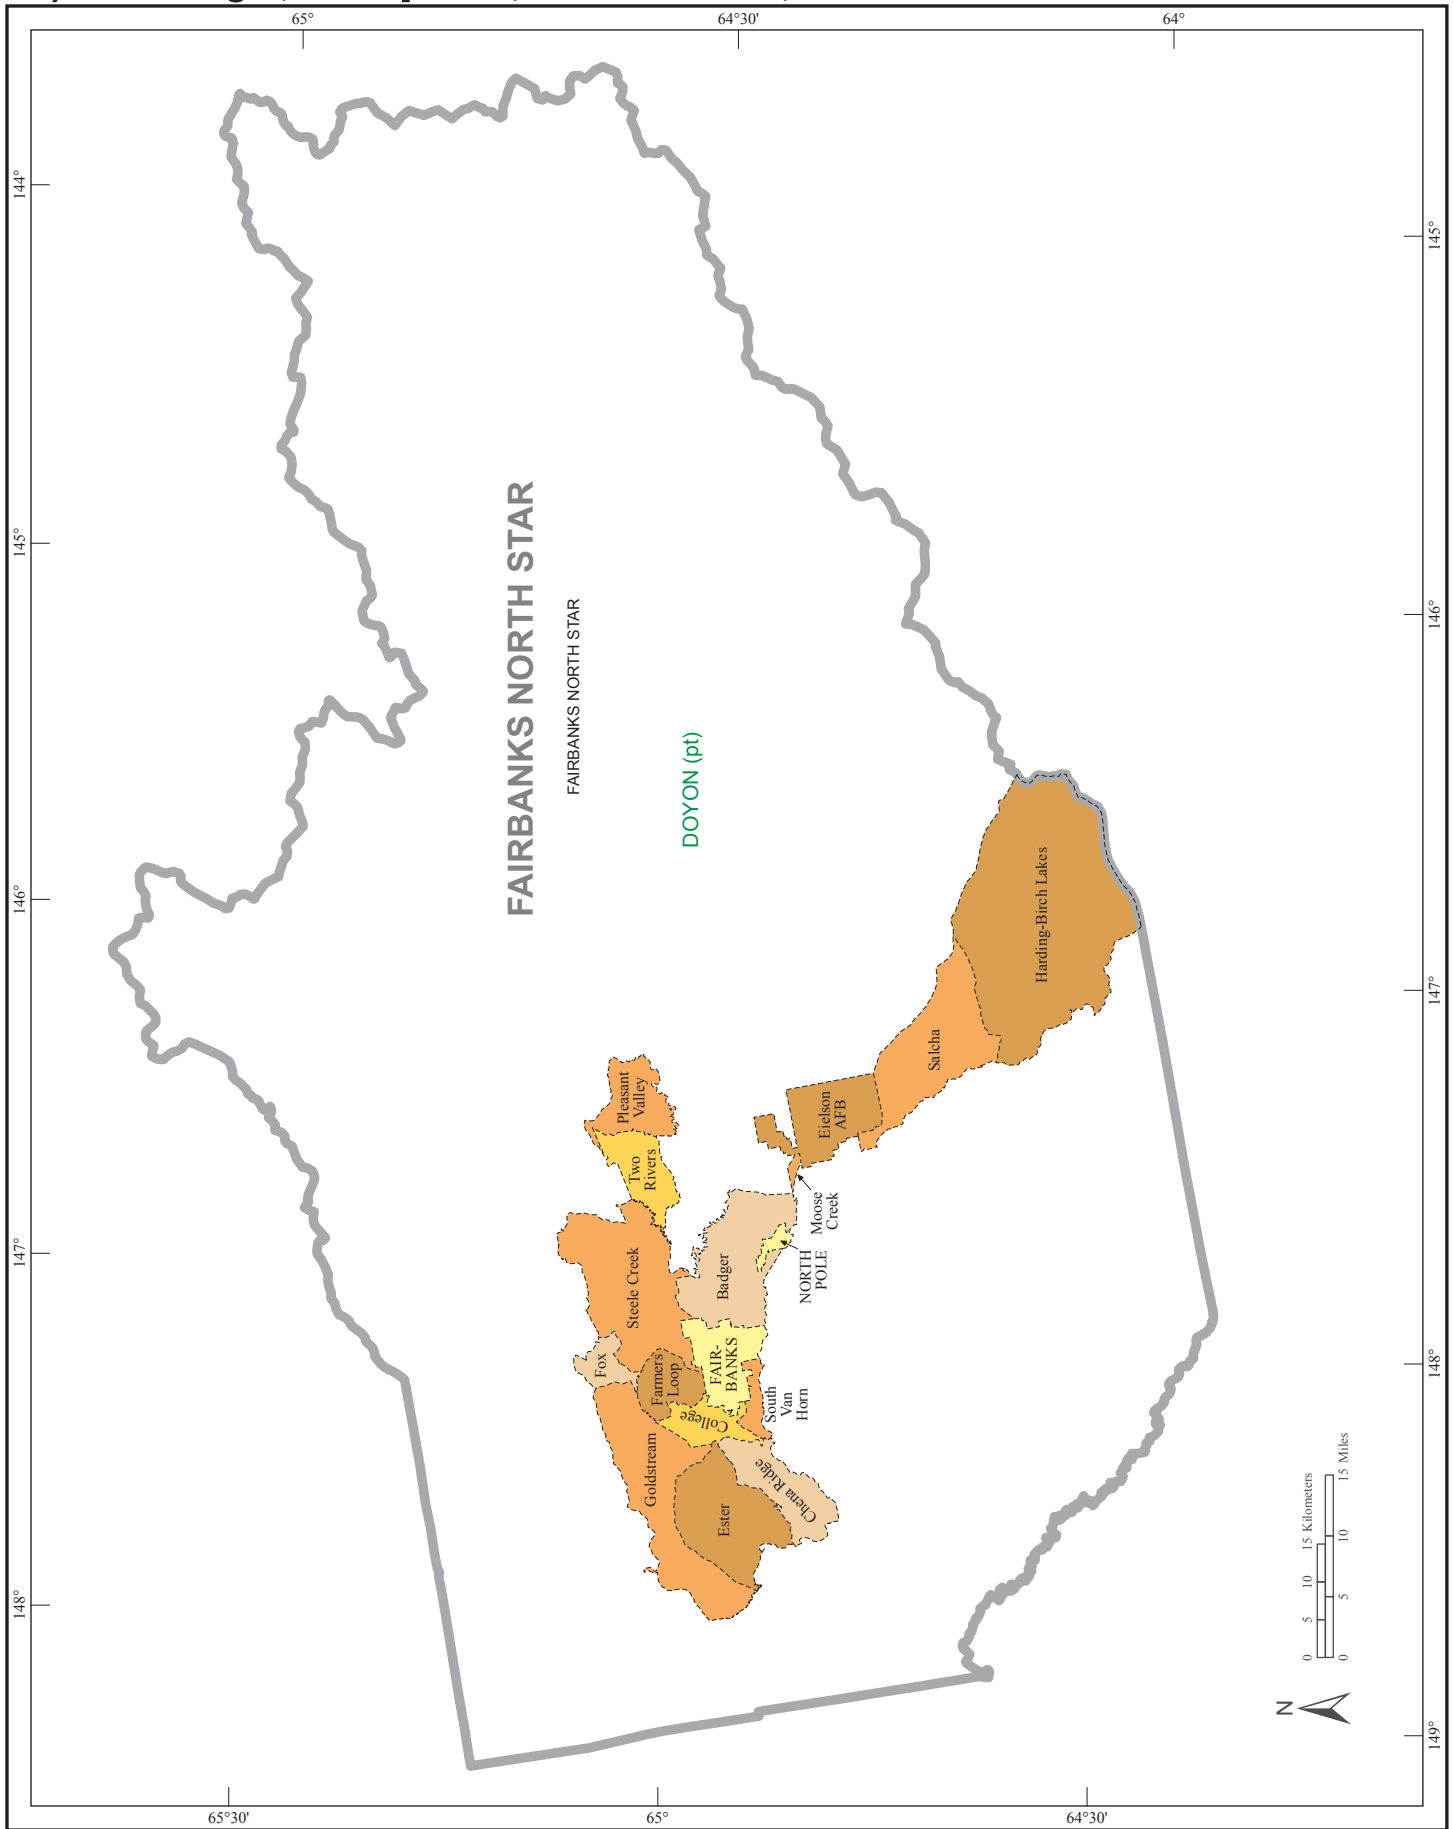 65°
64°30'
64°
144°
145°
146°
147°
148°
145°
146°
147°
148°
149°
65°30'
65°
64°30'
FAIRBANKS NORTH STAR
FAIRBANKS NORTH STAR
DOYON (pt)
Pleasant
Valley
Two
Rivers
Steele Creek
Fox
Farmers
Loop
Goldstream
College
FAIR-
BANKS
Badger
NORTH
POLE
Moose
Creek
Eielson
AFB
Salcha
Harding-Birch Lakes
South
Van
Horn
Chena Ridge
Ester
N
0 5 10 15 Kilometers
0 5 10 15 Miles